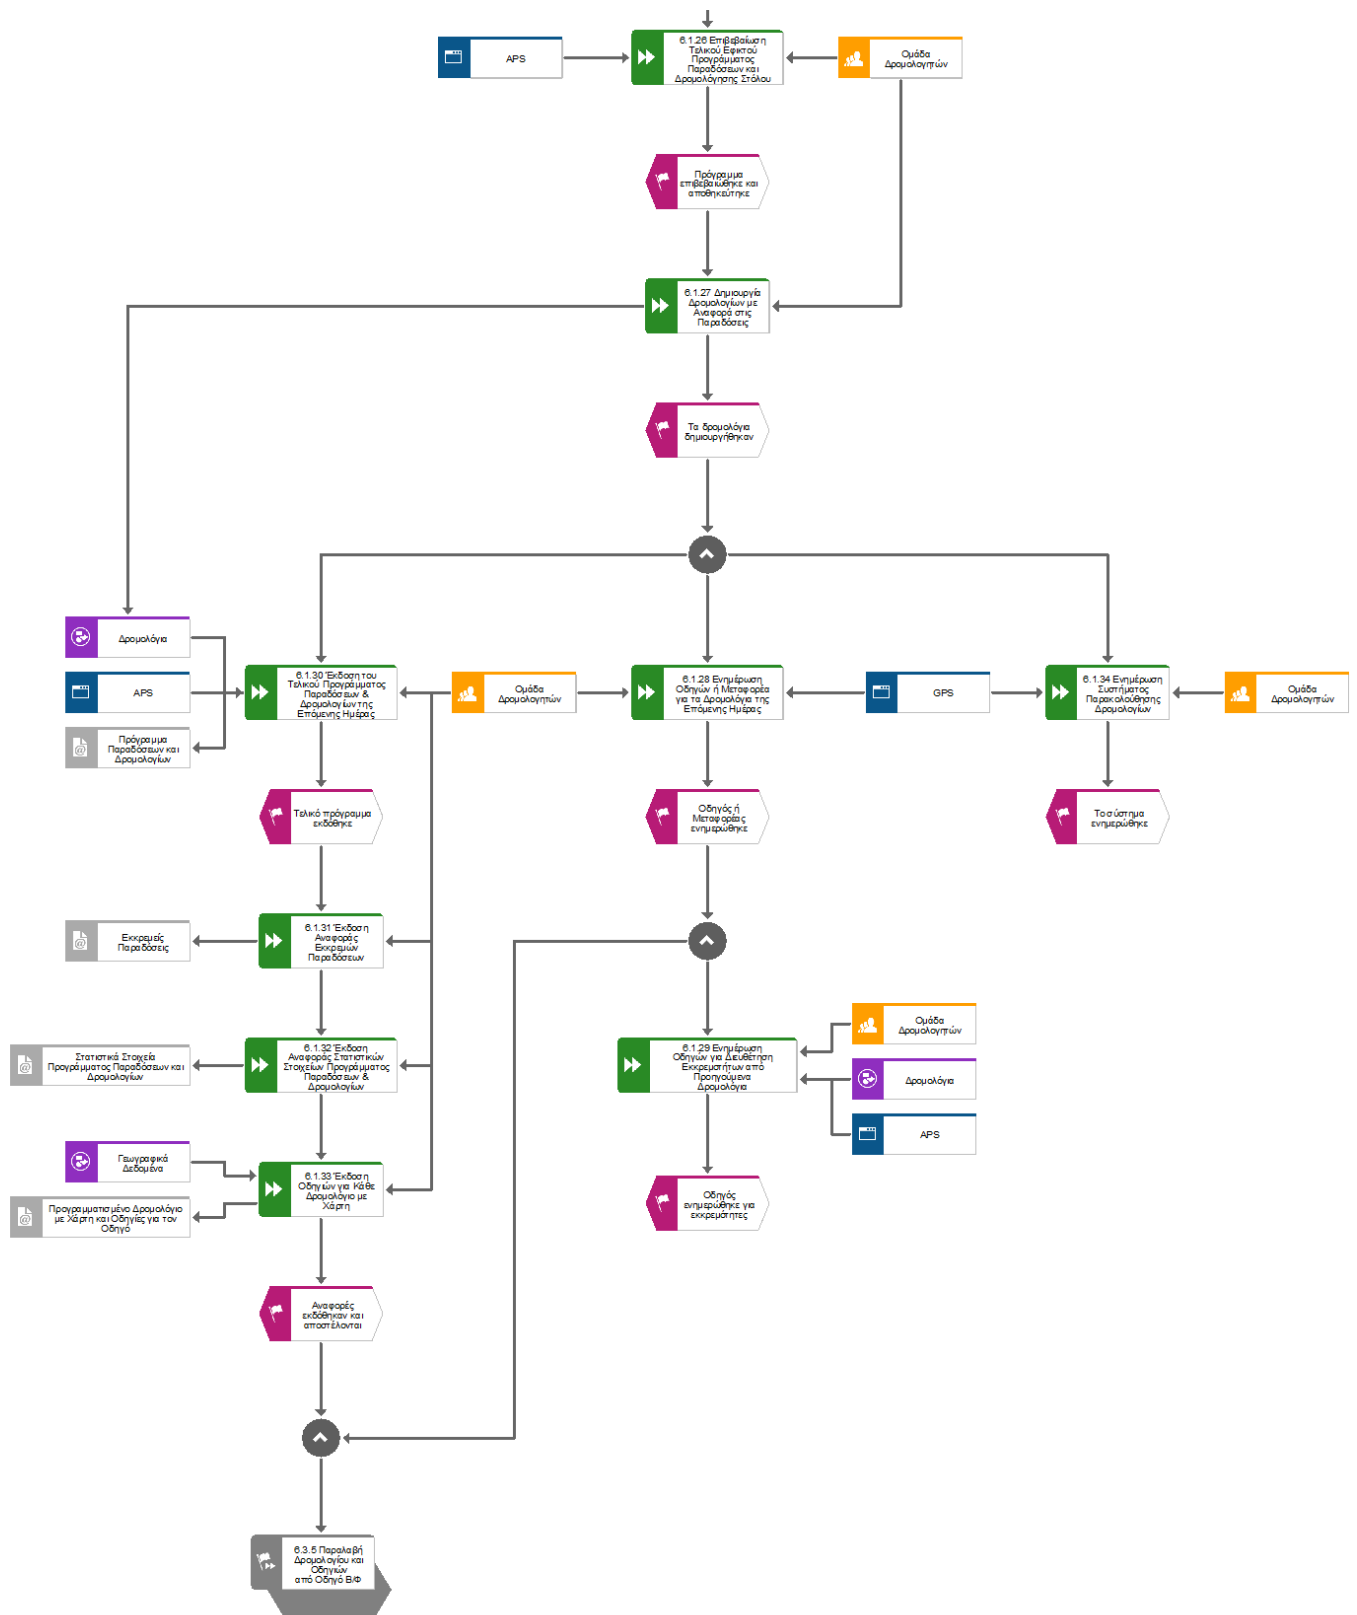 6.1.26 Επιβεβαίωση
Τελικού Εφικτού
Προγράμματος
Παραδόσεων και
Δρομολόγησης Στόλου
APS
Ομάδα
Δρομολογητών
Πρόγραμμα
επιβεβαιώθηκε και
αποθηκεύτηκε
6.1.27 Δημιουργία
Δρομολογίων με
Αναφορά στις
Παραδόσεις
Τα δρομολόγια
δημιουργήθηκαν
Δρομολόγια
APS
Πρόγραμμα
Παραδόσεων και
Δρομολογίων
6.1.30 Έκδοση του
Τελικού Προγράμματος
Παραδόσεων &
Δρομολογίων της
Επόμενης Ημέρας
Ομάδα
Δρομολογητών
6.1.28 Ενημέρωση
Οδηγών ή Μεταφορέα
για τα Δρομολόγια της
Επόμενης Ημέρας
GPS
6.1.34 Ενημέρωση
Συστήματος
Παρακολούθησης
Δρομολογίων
Ομάδα
Δρομολογητών
Τελικό πρόγραμμα
εκδόθηκε
Οδηγός ή
Μεταφορέας
ενημερώθηκε
Το σύστημα
ενημερώθηκε
Εκκρεμείς
Παραδόσεις
6.1.31 Έκδοση
Αναφοράς
Εκκρεμών
Παραδόσεων
Στατιστικά Στοιχεία
Προγράμματος Παραδόσεων και
Δρομολογίων
6.1.32 Έκδοση
Αναφοράς Στατιστικών
Στοιχείων Προγράμματος
Παραδόσεων &
Δρομολογίων
6.1.29 Ενημέρωση
Οδηγών για Διευθέτηση
Εκκρεμοτήτων από
Προηγούμενα
Δρομολόγια
Ομάδα
Δρομολογητών
Δρομολόγια
APS
Γεωγραφικά
Δεδομένα
Προγραμματισμένο Δρομολόγιο
με Χάρτη και Οδηγίες για τον
Οδηγό
6.1.33 Έκδοση
Οδηγιών για Κάθε
Δρομολόγιο με
Χάρτη
Οδηγός
ενημερώθηκε για
εκκρεμότητες
Αναφορές
εκδόθηκαν και
αποστέλονται
6.3.5 Παραλαβή
Δρομολογίου και
Οδηγιών
από Οδηγό Β/Φ